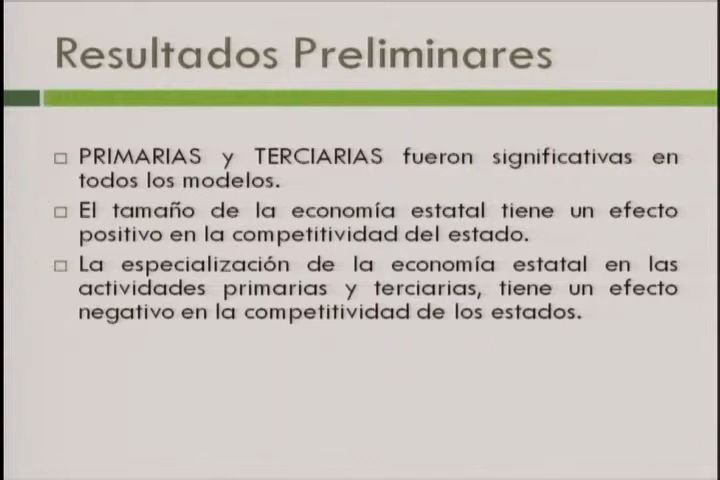 Resultados Preliminares
PRIMARIAS y TERCIARIAS fueron significativas en
todos los modelos.
El tamaño de la economía estatal tiene un efecto
positivo en la competitividad del estado.
La especialización de la economía estatal en las
actividades primarias y terciarias, tiene un efecto
negativo en la competitividad de los estados.